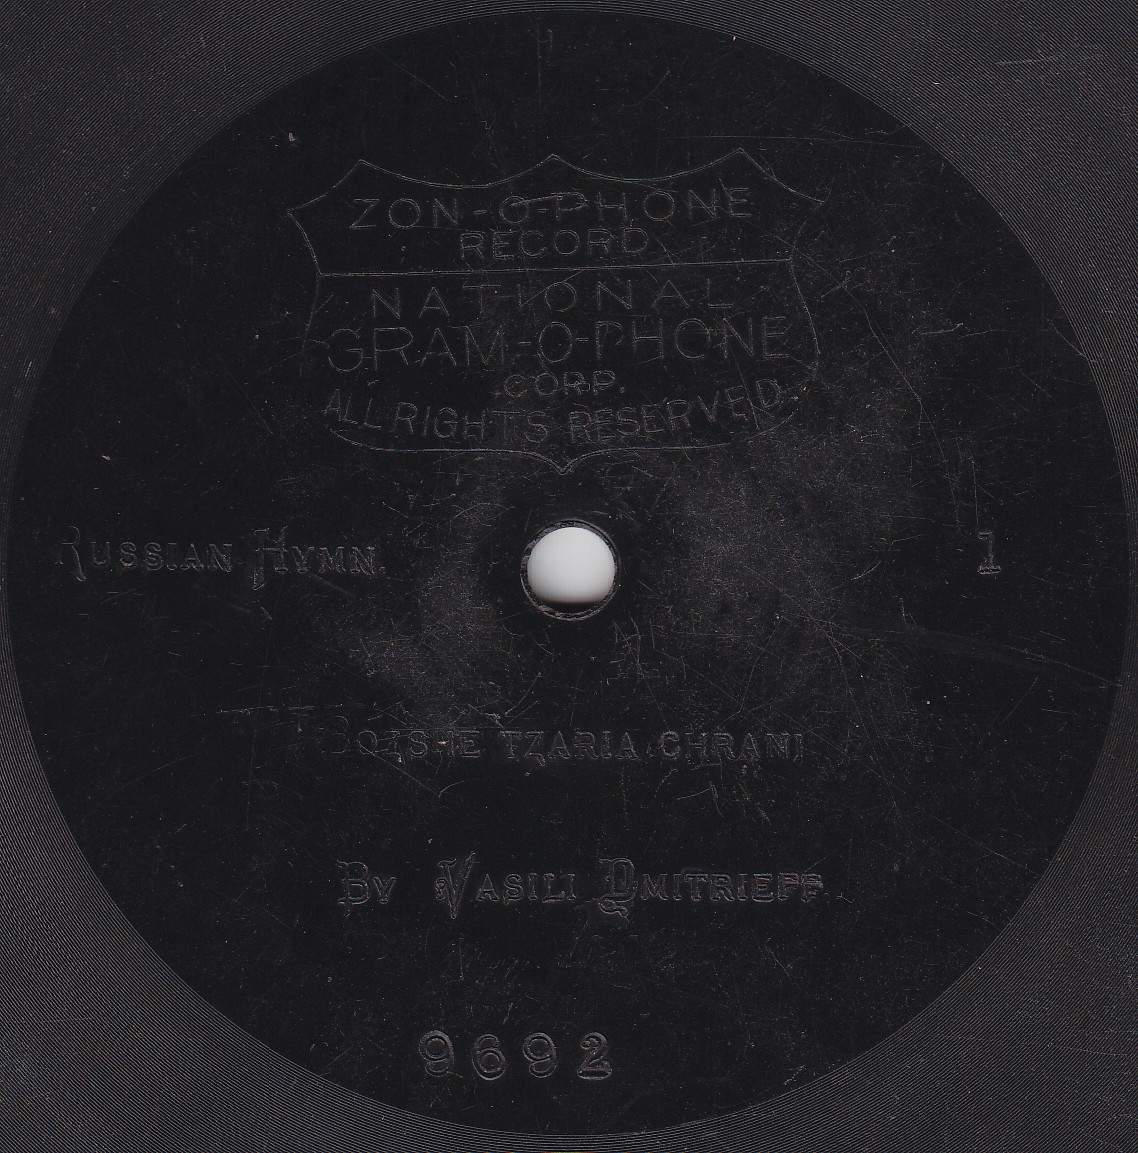 ZON-O-PHONE
RECORD
NATIONAL
GRAM-O-PHONE
CORP.
ALL RIGHTS RESERVED
RUSSIAN HYMN.
1
BOTSHE TZARIA CHRANI
BY VASILI DMITRIEFF
9692